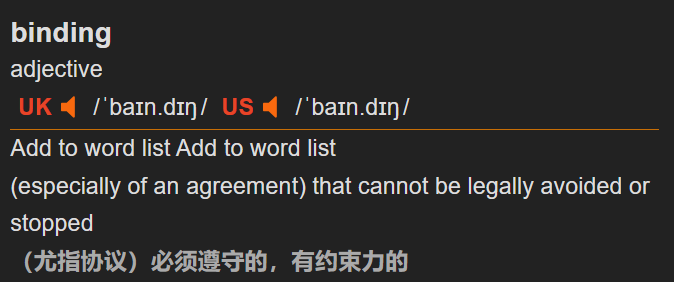 binding
adjective
UK /ˈbaɪn.dɪŋ/ US /ˈbaɪn.dɪŋ/
Add to word list Add to word list
(especially of an agreement) that cannot be legally avoided or
stopped
（尤指协议）必须遵守的，有约束力的